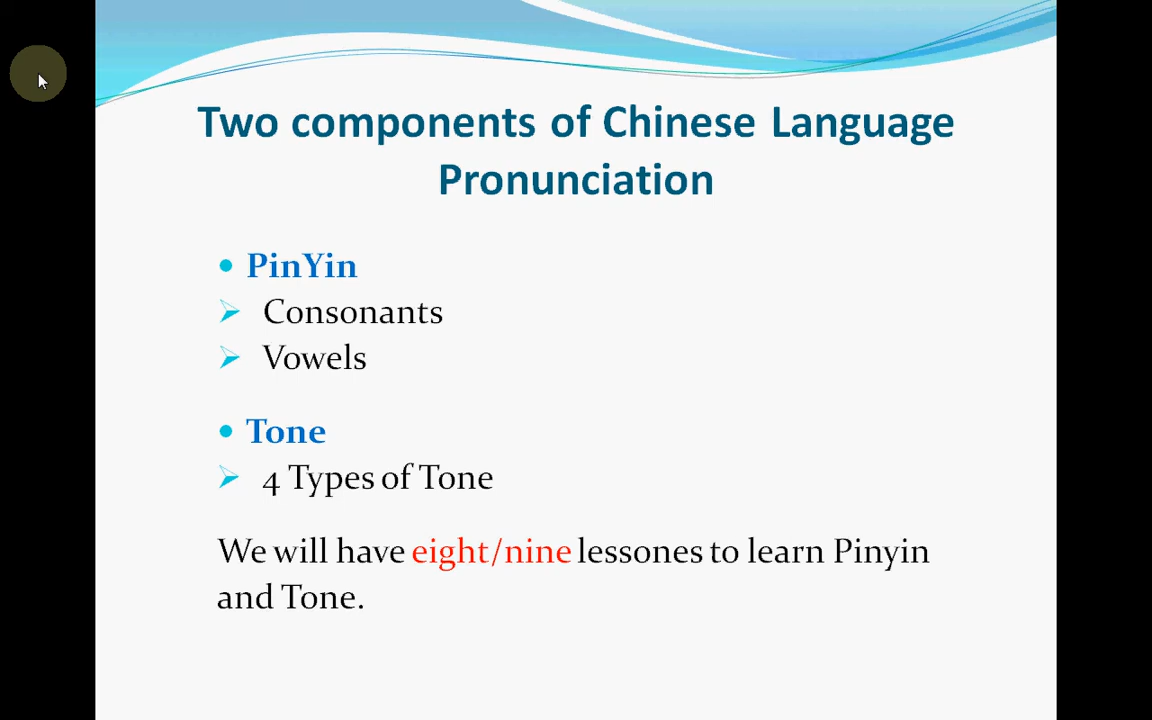 Two components of Chinese Language
Pronunciation
PinYin
Consonants
Vowels
Tone
4 Types of Tone
We will have eight/nine lessones to learn Pinyin
and Tone.